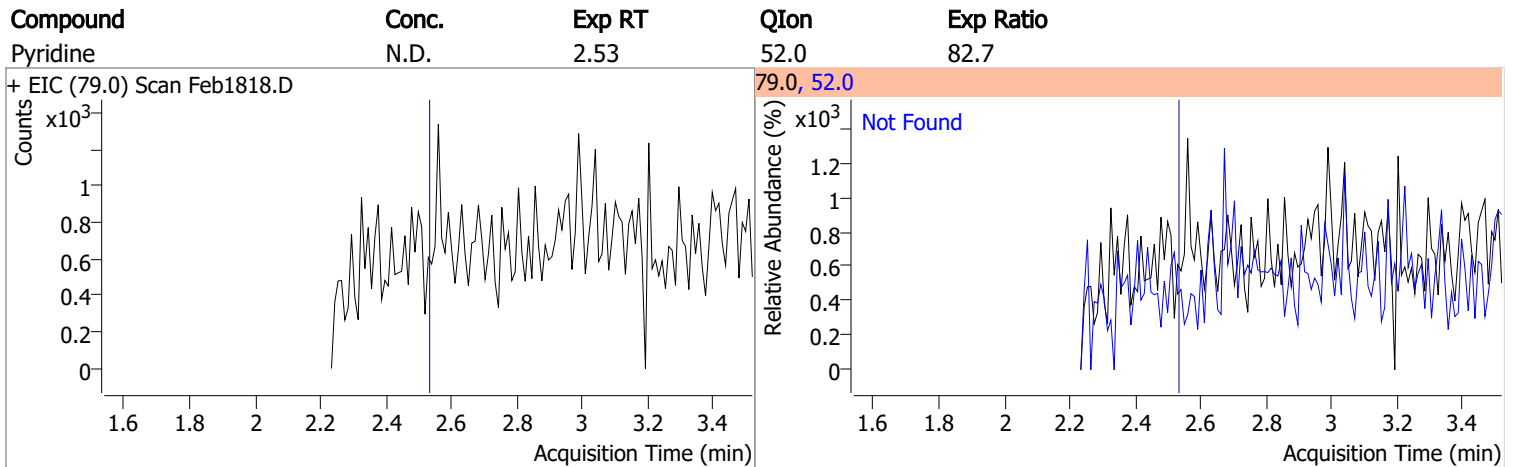 Compound Conc. Exp RT QIon Exp Ratio
Pyridine N.D. 2.53 52.0 82.7
+ EIC (79.0) Scan Feb1818.D
Counts
x10³
1
0.8
0.6
0.4
0.2
0
1.6 1.8 2 2.2 2.4 2.6 2.8 3 3.2 3.4
Acquisition Time (min)
79.0, 52.0
Relative Abundance (%)
x10³
Not Found
1.2
1
0.8
0.6
0.4
0.2
0
1.6 1.8 2 2.2 2.4 2.6 2.8 3 3.2 3.4
Acquisition Time (min)